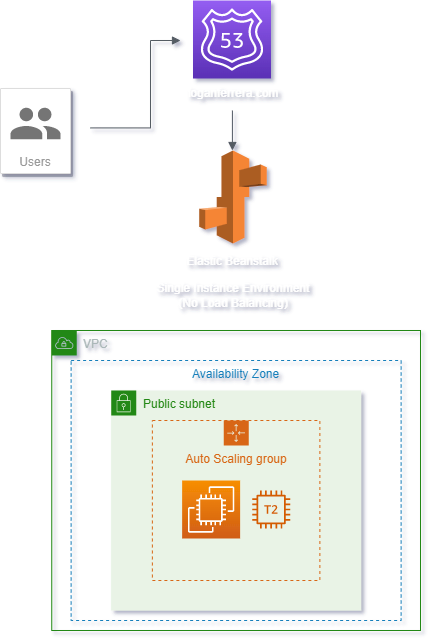 53
Users
Elastic Beanstalk
Single Instance Environment
(No Load Balancing)
VPC
Availability Zone
Public subnet
Auto Scaling group
T2